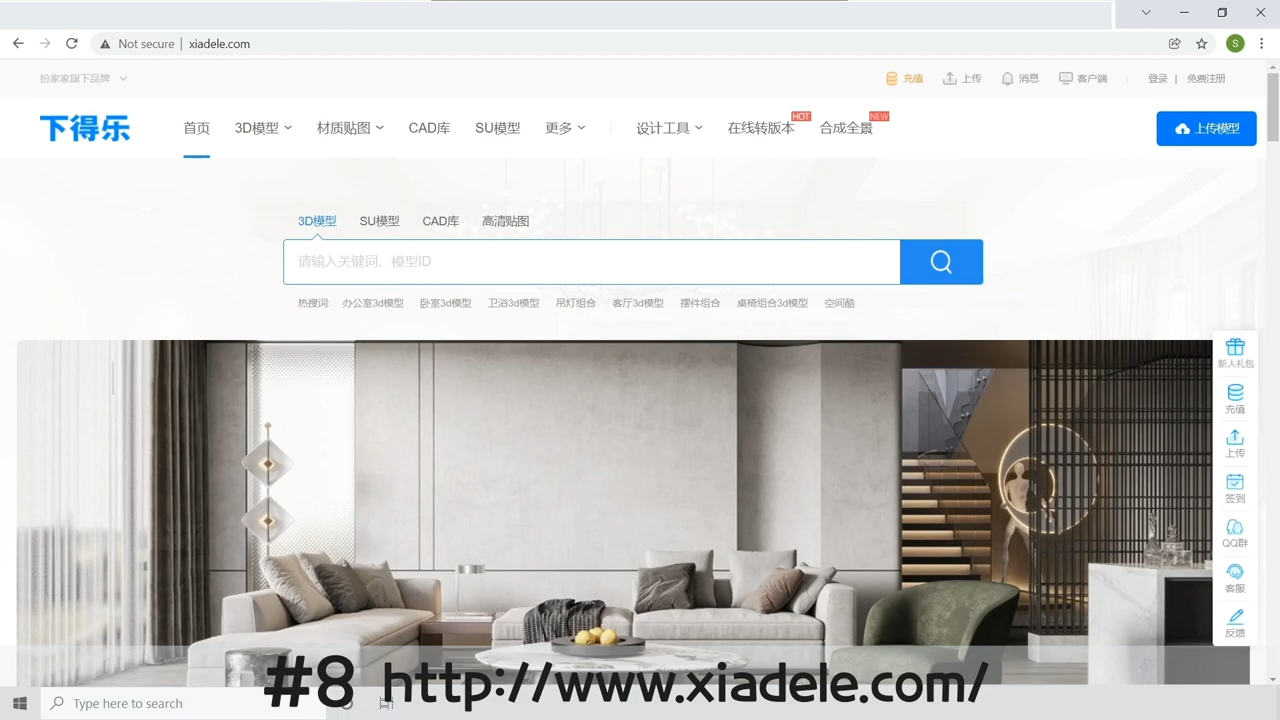 Not secure | xiadele.com
S
扮家家旗下品牌
充值 上传 消息 客户端 登录 | 免费注册
下得乐
首页 3D模型 材质贴图 CAD库 SU模型 更多 设计工具 在线转版本 HOT 合成全景 NEW
上传模型
3D模型 SU模型 CAD库 高清贴图
请输入关键词、模型ID
热搜词: 办公室3d模型 卧室3d模型 卫浴3d模型 吊灯组合 客厅3d模型 摆件组合 桌椅组合3d模型 空间酷
新人礼包
充值
上传
签到
QQ群
客服
反馈
#8 http://www.xiadele.com/
Type here to search